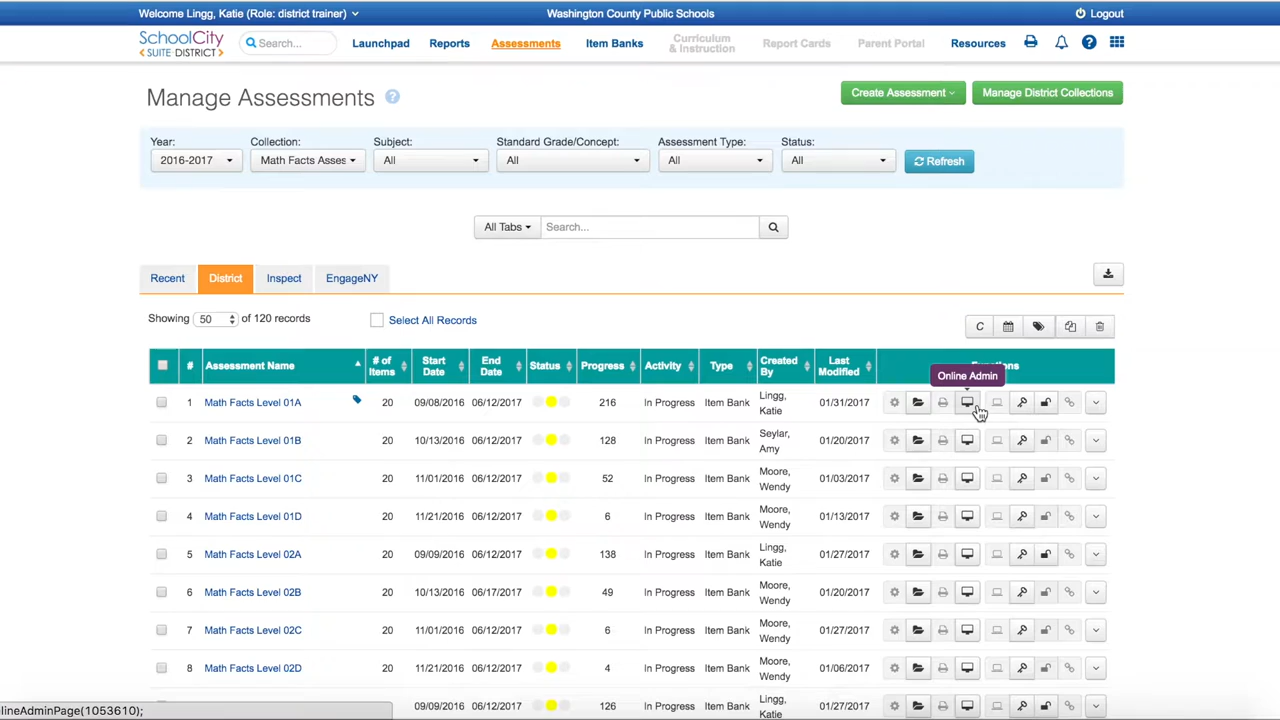 Welcome Lingg, Katie (Role: district trainer) Washington County Public Schools Logout
SCHOOLCITY
SUITE DISTRICT
Search... Launchpad Reports Assessments Item Banks Curriculum & Instruction Report Cards Parent Portal Resources
Manage Assessments ? Create Assessment Manage District Collections
Year: Collection: Subject: Standard Grade/Concept: Assessment Type: Status:
2016-2017 Math Facts Asses All All All All Refresh
All Tabs Search...
Recent District Inspect EngageNY
Showing 50 of 120 records Select All Records C
# Assessment Name # of Items Start Date End Date Status Progress Activity Type Created By Last Modified
Online Admin
1 Math Facts Level 01A 20 09/08/2016 06/12/2017 216 In Progress Item Bank Lingg, Katie 01/31/2017
2 Math Facts Level 01B 20 10/13/2016 06/12/2017 128 In Progress Item Bank Seylar, Amy 01/20/2017
3 Math Facts Level 01C 20 11/01/2016 06/12/2017 52 In Progress Item Bank Moore, Wendy 01/03/2017
4 Math Facts Level 01D 20 11/21/2016 06/12/2017 6 In Progress Item Bank Moore, Wendy 01/13/2017
5 Math Facts Level 02A 20 09/09/2016 06/12/2017 138 In Progress Item Bank Lingg, Katie 01/27/2017
6 Math Facts Level 02B 20 10/13/2016 06/17/2017 49 In Progress Item Bank Moore, Wendy 01/20/2017
7 Math Facts Level 02C 20 11/01/2016 06/12/2017 6 In Progress Item Bank Moore, Wendy 01/27/2017
8 Math Facts Level 02D 20 11/21/2016 06/12/2017 4 In Progress Item Bank Moore, Wendy 01/06/2017
20 09/09/2016 06/12/2017 126 In Progress Item Bank Lingg, Katie 01/27/2017
lineAdminPage(1053610);